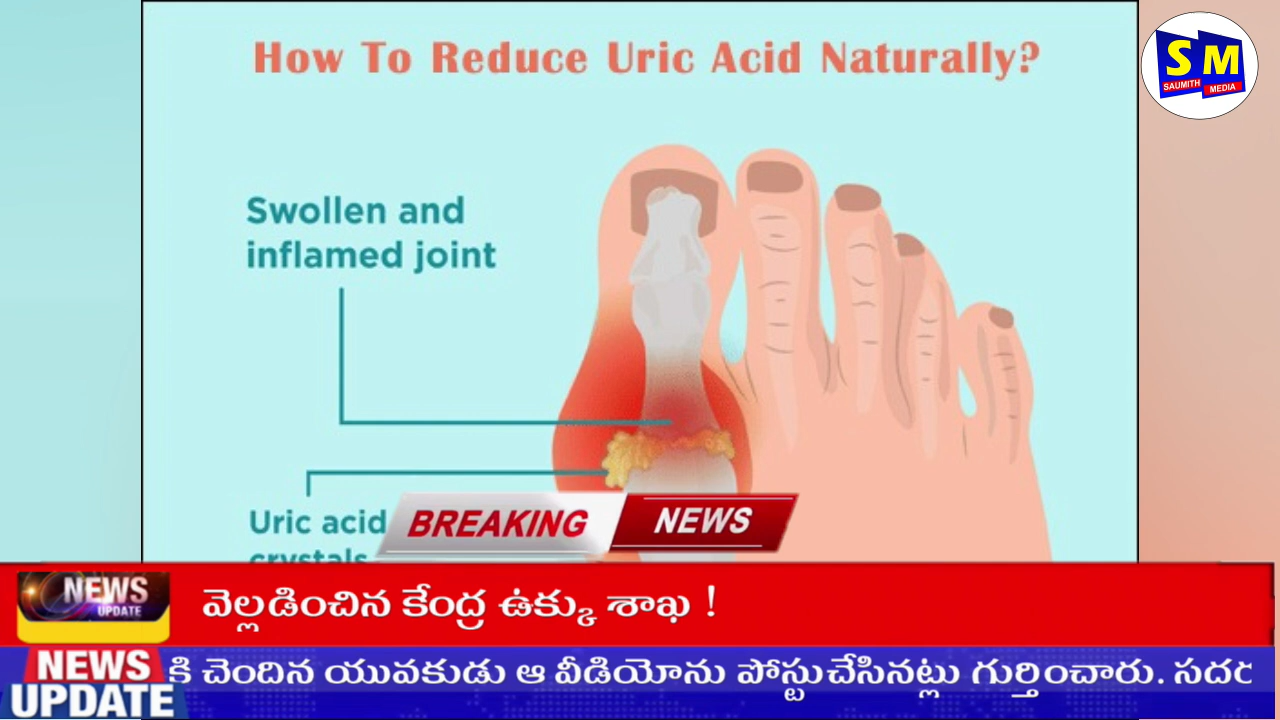 How To Reduce Uric Acid Naturally?
S M
SAUMITH MEDIA
Swollen and
inflamed joint
Uric acid
crystals
BREAKING NEWS
NEWS
UPDATE
వెల్లడించిన కేంద్ర ఉక్కు శాఖ !
NEWS
UPDATE
కి చెందిన యువకుడు ఆ వీడియోను పోస్టుచేసినట్లు గుర్తించారు.